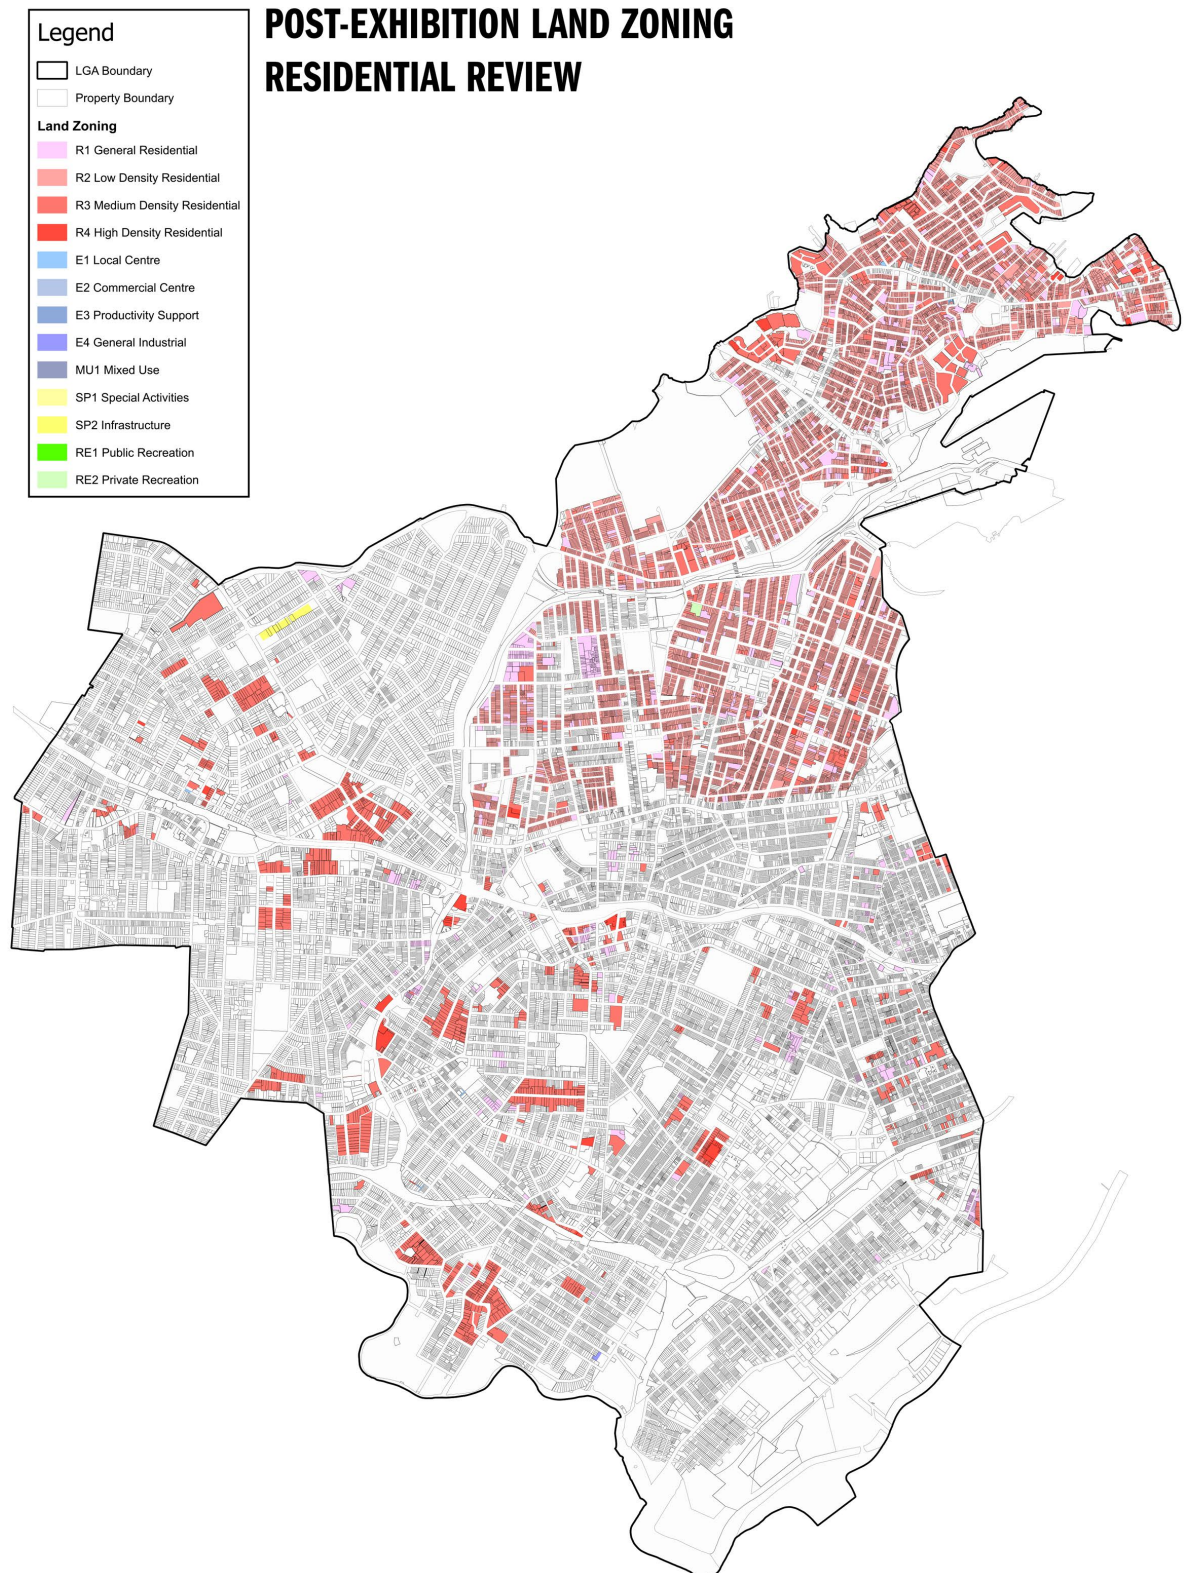 POST-EXHIBITION LAND ZONING
RESIDENTIAL REVIEW
Legend
LGA Boundary
Property Boundary
Land Zoning
R1 General Residential
R2 Low Density Residential
R3 Medium Density Residential
R4 High Density Residential
E1 Local Centre
E2 Commercial Centre
E3 Productivity Support
E4 General Industrial
MU1 Mixed Use
SP1 Special Activities
SP2 Infrastructure
RE1 Public Recreation
RE2 Private Recreation